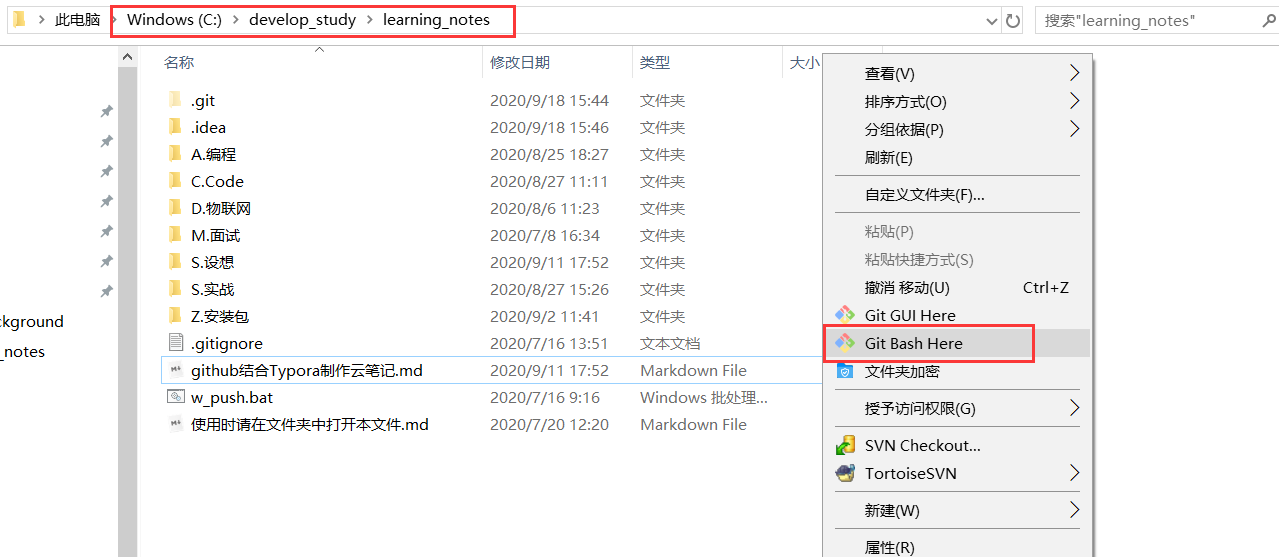 此电脑 Windows (C:) develop_study learning_notes 搜索"learning_notes"
名称 修改日期 类型 大小
.git 2020/9/18 15:44 文件夹
.idea 2020/9/18 15:46 文件夹
A.编程 2020/8/25 18:27 文件夹
C.Code 2020/8/27 11:11 文件夹
D.物联网 2020/8/6 11:23 文件夹
M.面试 2020/7/8 16:34 文件夹
S.设想 2020/9/11 17:52 文件夹
S.实战 2020/8/27 15:26 文件夹
Z.安装包 2020/9/2 11:41 文件夹
.gitignore 2020/7/16 13:51 文本文档
github结合Typora制作云笔记.md 2020/9/11 17:52 Markdown File
w_push.bat 2020/7/16 9:16 Windows 批处理...
使用时请在文件夹中打开本文件.md 2020/7/20 12:20 Markdown File
ckground
_notes
查看(V)
排序方式(O)
分组依据(P)
刷新(E)
自定义文件夹(F)...
粘贴(P)
粘贴快捷方式(S)
撤消 移动(U) Ctrl+Z
Git GUI Here
Git Bash Here
文件夹加密
授予访问权限(G)
SVN Checkout...
TortoiseSVN
新建(W)
属性(R)